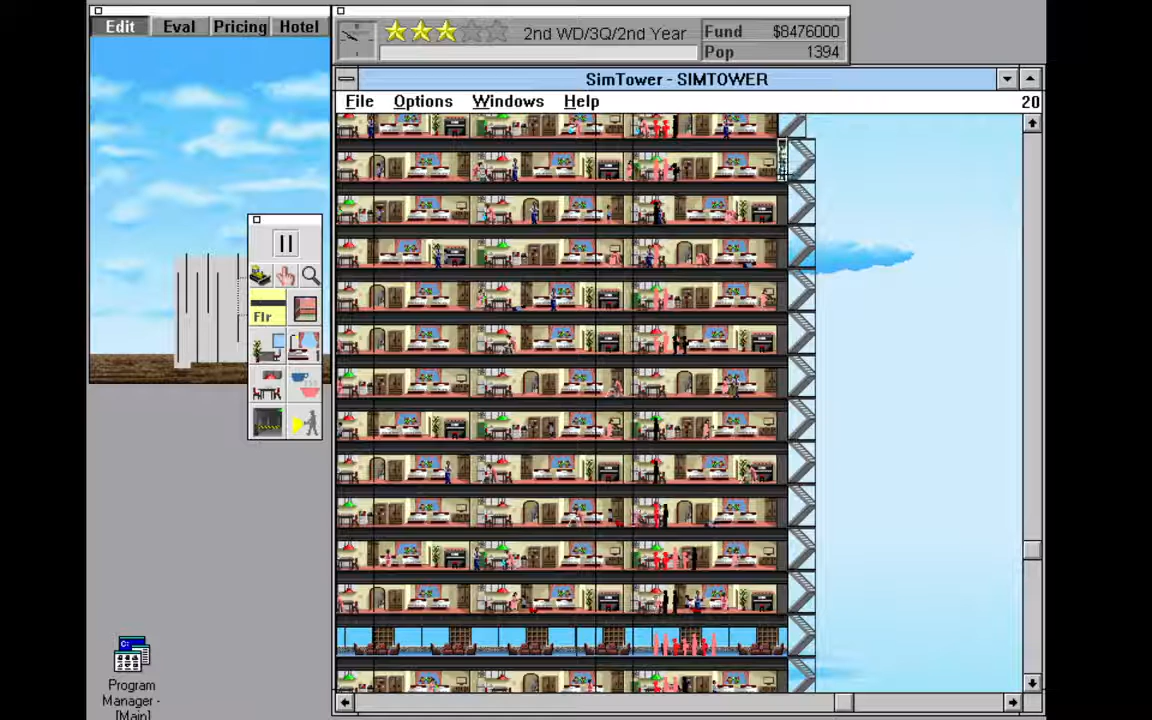 Edit Eval Pricing Hotel
2nd WD/3Q/2nd Year
Fund $8476000
Pop 1394
SimTower - SIMTOWER
File Options Windows Help 20
Flr
Program
Manager -
[Main]